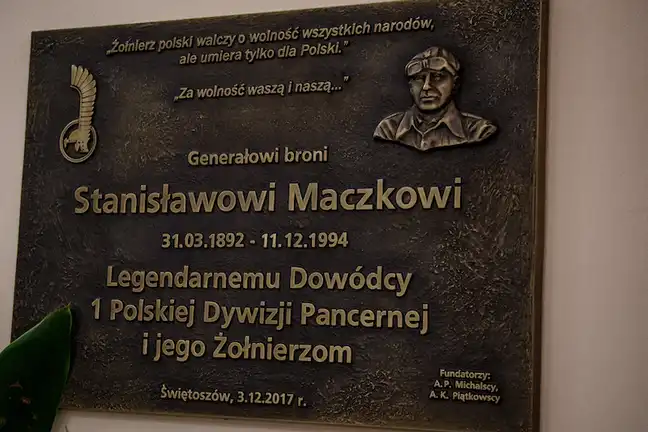 „Żołnierz polski walczy o wolność wszystkich narodów,
ale umiera tylko dla Polski.”
„Za wolność waszą i naszą...”
Generałowi broni
Stanisławowi Maczkowi
31.03.1892 - 11.12.1994
Legendarnemu Dowódcy
1 Polskiej Dywizji Pancernej
i jego Żołnierzom
Świętoszów, 3.12.2017 r.
Fundatorzy:
A.P. Michalscy,
A. K. Piątkowscy